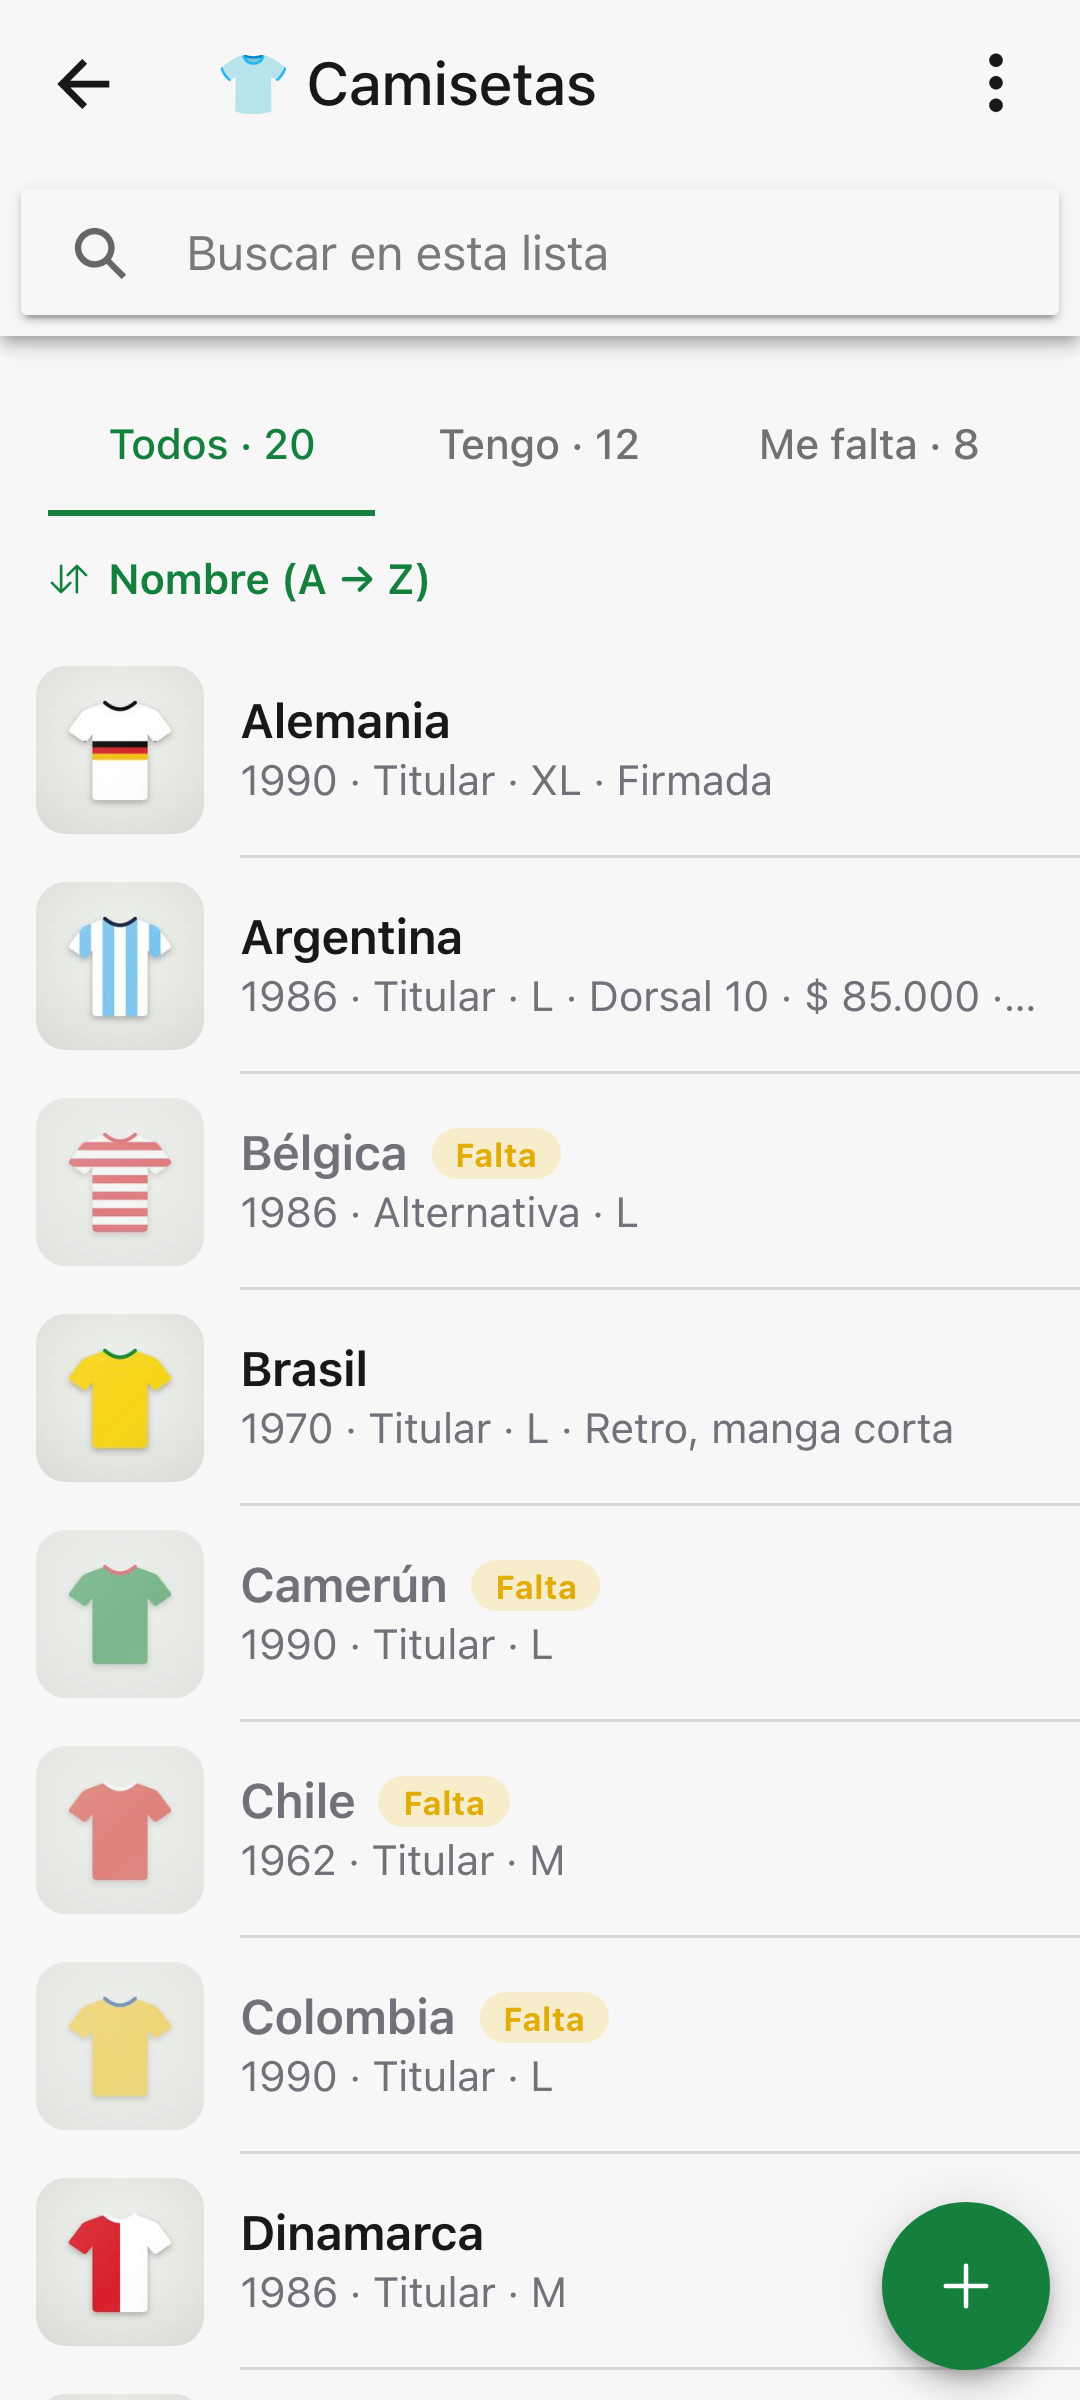 Camisetas
Buscar en esta lista
Todos · 20
Tengo · 12
Me falta · 8
Nombre (A → Z)
Alemania
1990 · Titular · XL · Firmada
Argentina
1986 · Titular · L · Dorsal 10 · $ 85.000 ·...
Bélgica Falta
1986 · Alternativa · L
Brasil
1970 · Titular · L · Retro, manga corta
Camerún Falta
1990 · Titular · L
Chile Falta
1962 · Titular · M
Colombia Falta
1990 · Titular · L
Dinamarca
1986 · Titular · M